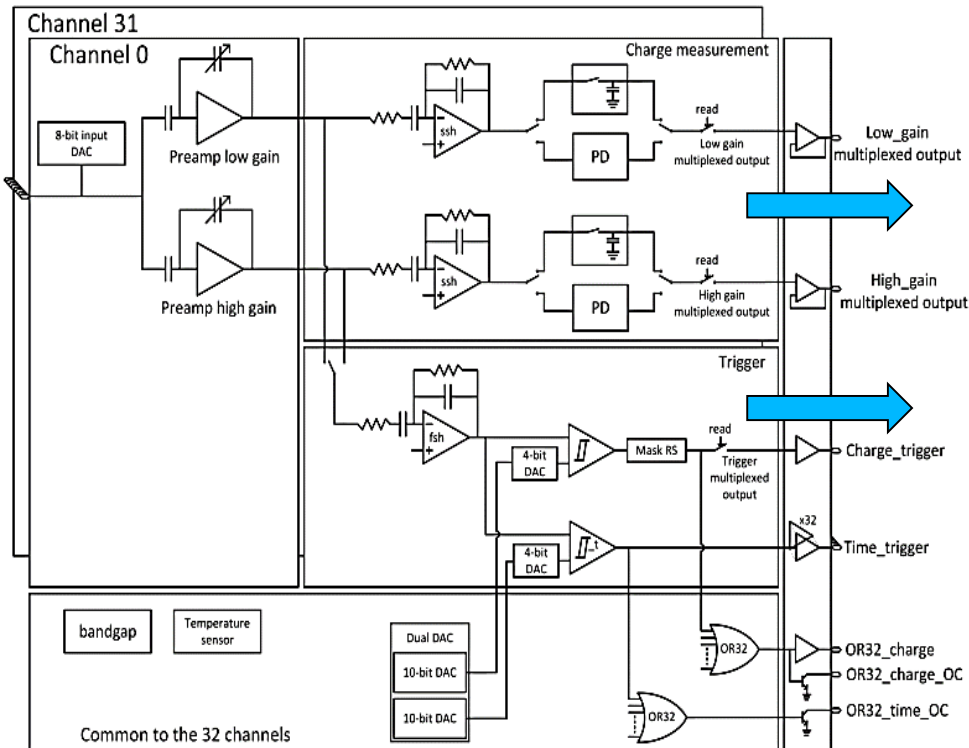 Channel 31
Channel 0
Charge measurement
8-bit input
DAC
Preamp low gain
ssh
PD
read
Low gain
multiplexed output
Low_gain
multiplexed output
Preamp high gain
ssh
PD
read
High gain
multiplexed output
High_gain
multiplexed output
Trigger
fsh
4-bit
DAC
Mask RS
read
Trigger
multiplexed
output
Charge_trigger
4-bit
DAC
_t
x32
Time_trigger
bandgap
Temperature
sensor
Dual DAC
10-bit DAC
10-bit DAC
OR32
OR32_charge
OR32_charge_OC
OR32
OR32_time_OC
Common to the 32 channels